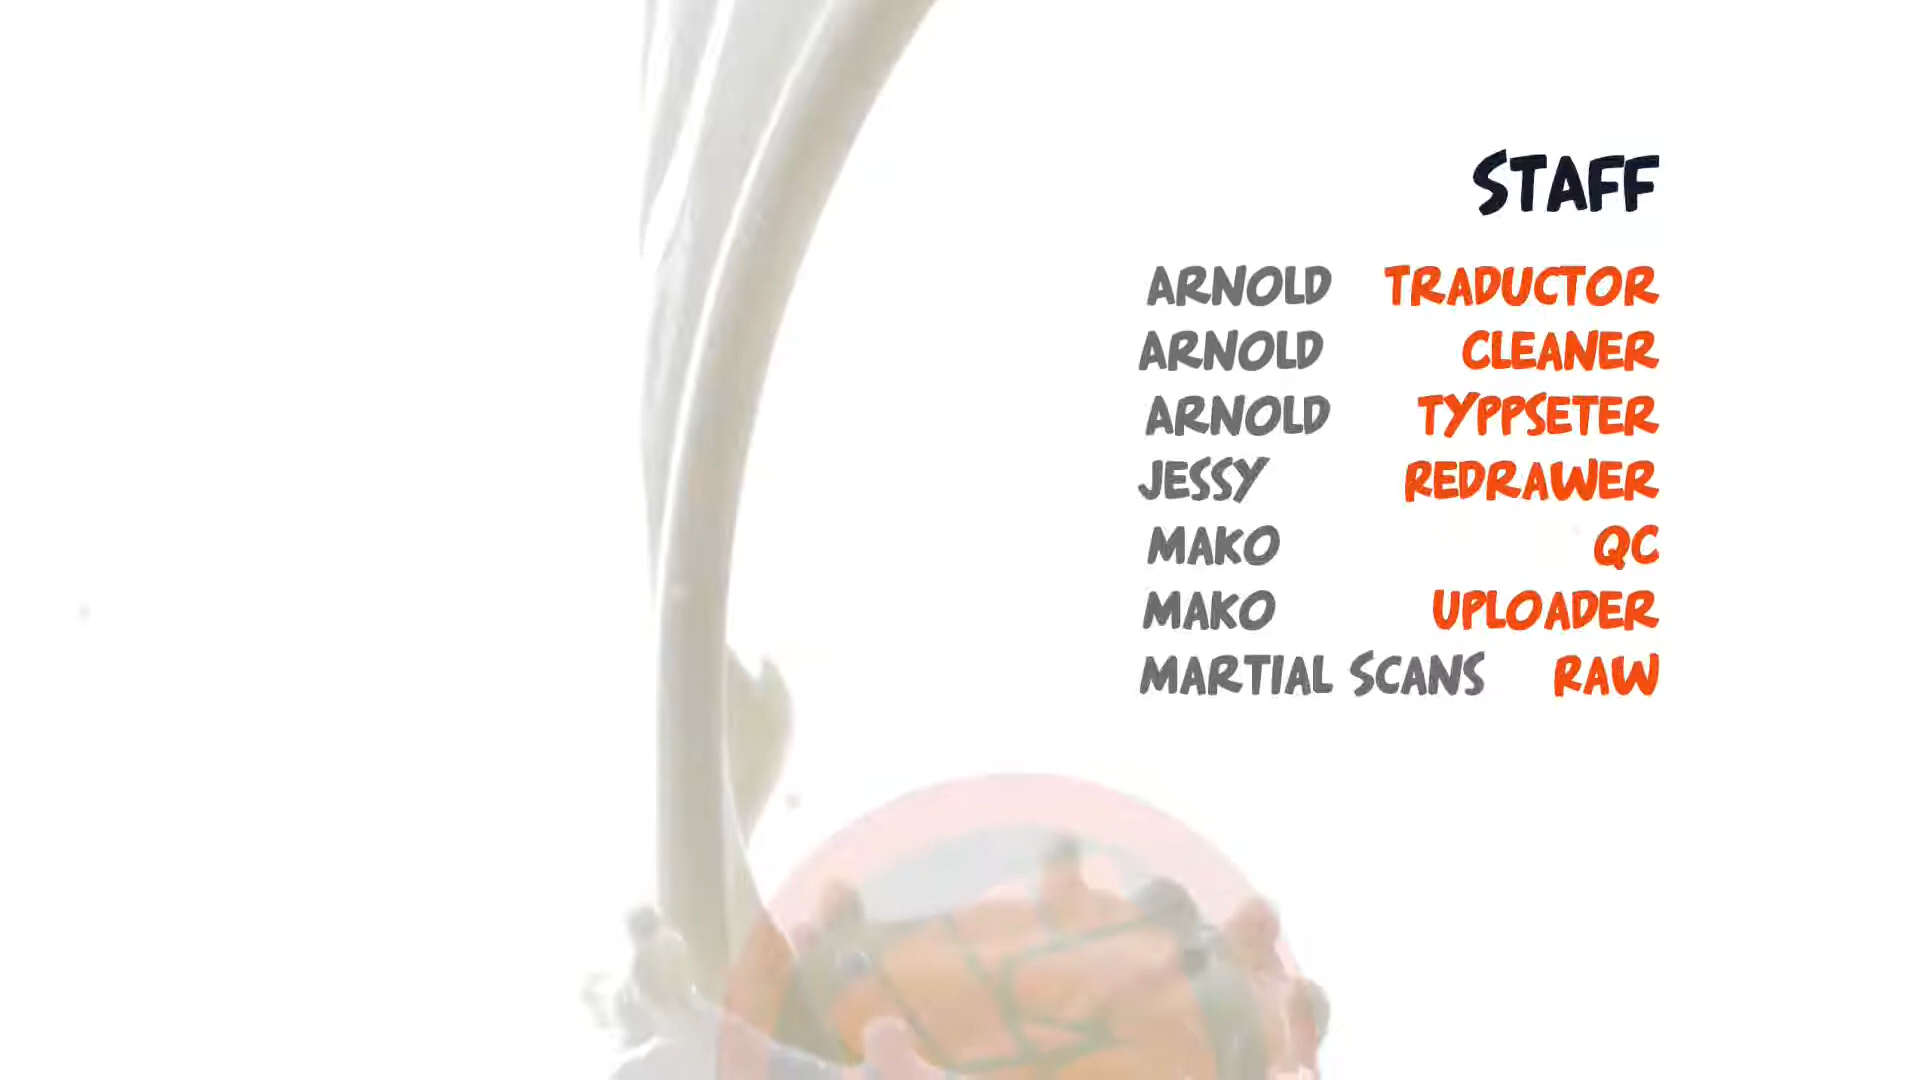 STAFF
ARNOLD TRADUCTOR
ARNOLD CLEANER
ARNOLD TYPPSETER
JESSY REDRAWER
MAKO QC
MAKO UPLOADER
MARTIAL SCANS RAW